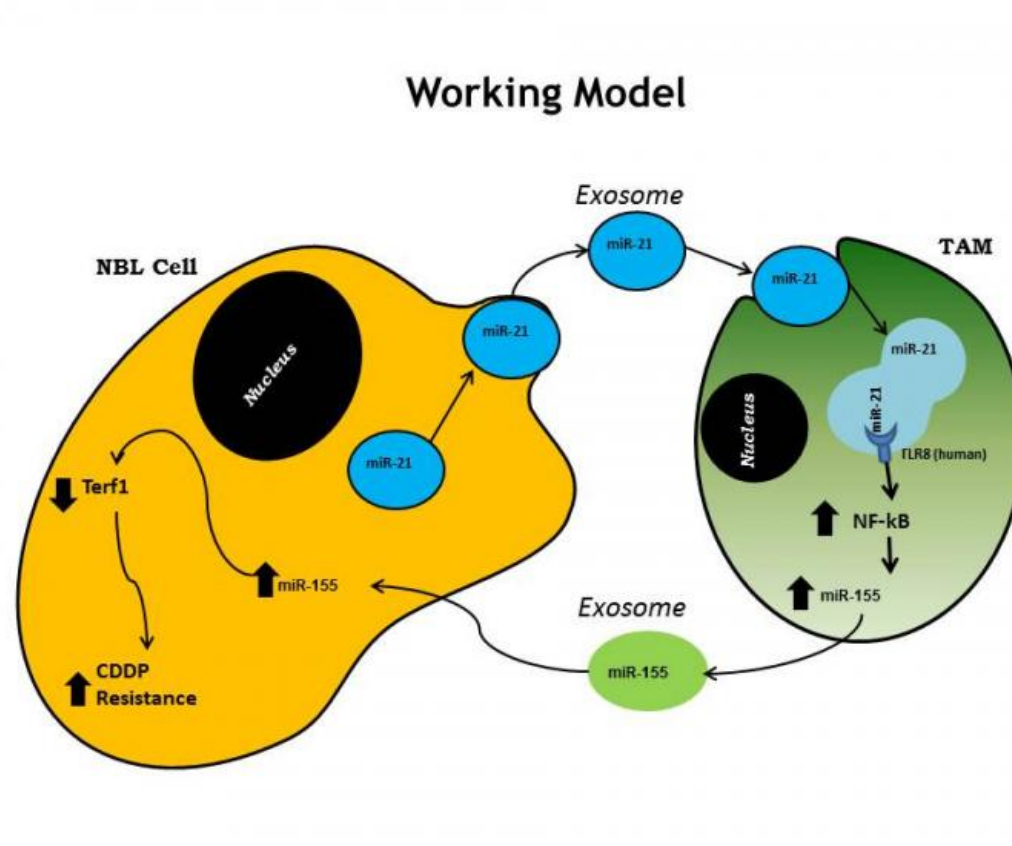 Working Model
Exosome
miR-21
NBL Cell
TAM
miR-21
miR-21
miR-21
Nucleus
miR-21
Nucleus
miR-21
TLR8 (human)
Terf1
NF-kB
miR-155
miR-155
Exosome
miR-155
CDDP
Resistance